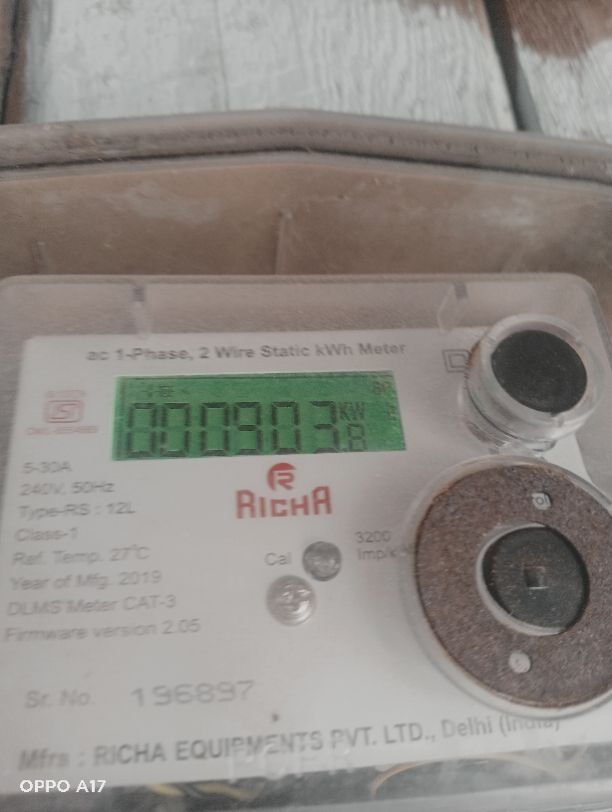 ac 1-Phase, 2 Wire Static kWh Meter
000903.8
KW
RICHA
5-30A
240V, 50Hz
Type-RS : 12L
Class-1
Ref. Temp. 27°C
Year of Mfg. 2019
DLMS Meter CAT-3
Firmware version 2.05
Cal
3200
Imp/k
Sr. No. 196897
Mfrs : RICHA EQUIPMENTS PVT. LTD., Delhi (India)
OPPO A17